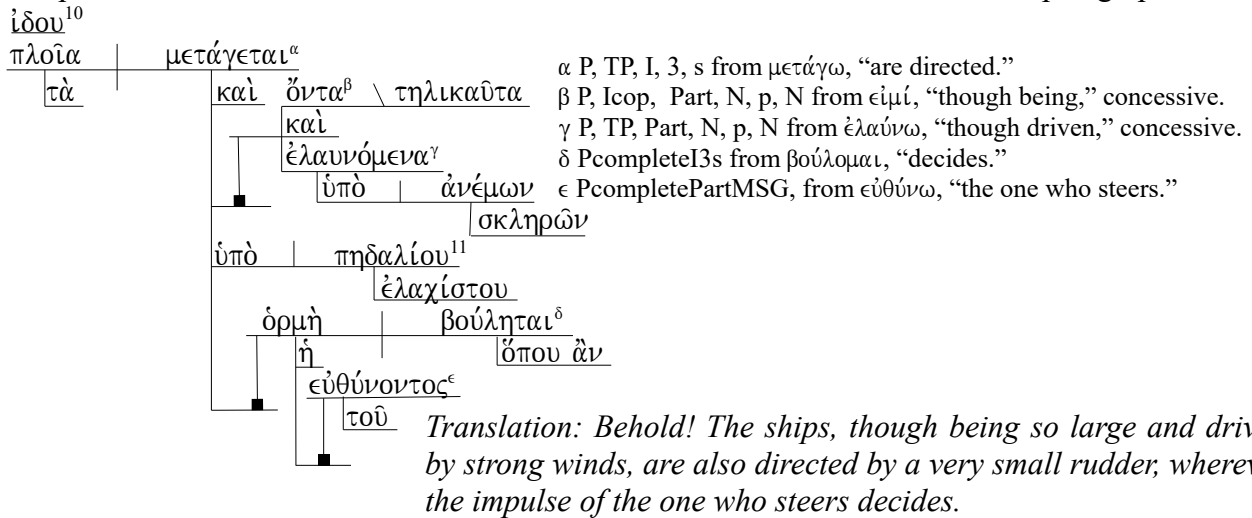 ἰδου10
πλοῖα μετάγεταια
τὰ καὶ ὄνταβ \ τηλικαῦτα
καὶ
ἐλαυνόμεναγ
ὑπὸ ἀνέμων
σκληρῶν
ὑπὸ πηδαλίου11
ἐλαχίστου
ὁρμὴ βούληταιδ
ἡ ὅπου ἂν
εὐθύνοντοςε
τοῦ
α P, TP, I, 3, s from μετάγω, “are directed.”
β P, Icop, Part, N, p, N from εἰμί, “though being,” concessive.
γ P, TP, Part, N, p, N from ἐλαύνω, “though driven,” concessive.
δ PcompleteI3s from βούλομαι, “decides.”
ε PcompletePartMSG, from εὐθύνω, “the one who steers.”
Translation: Behold! The ships, though being so large and driv
by strong winds, are also directed by a very small rudder, wherev
the impulse of the one who steers decides.